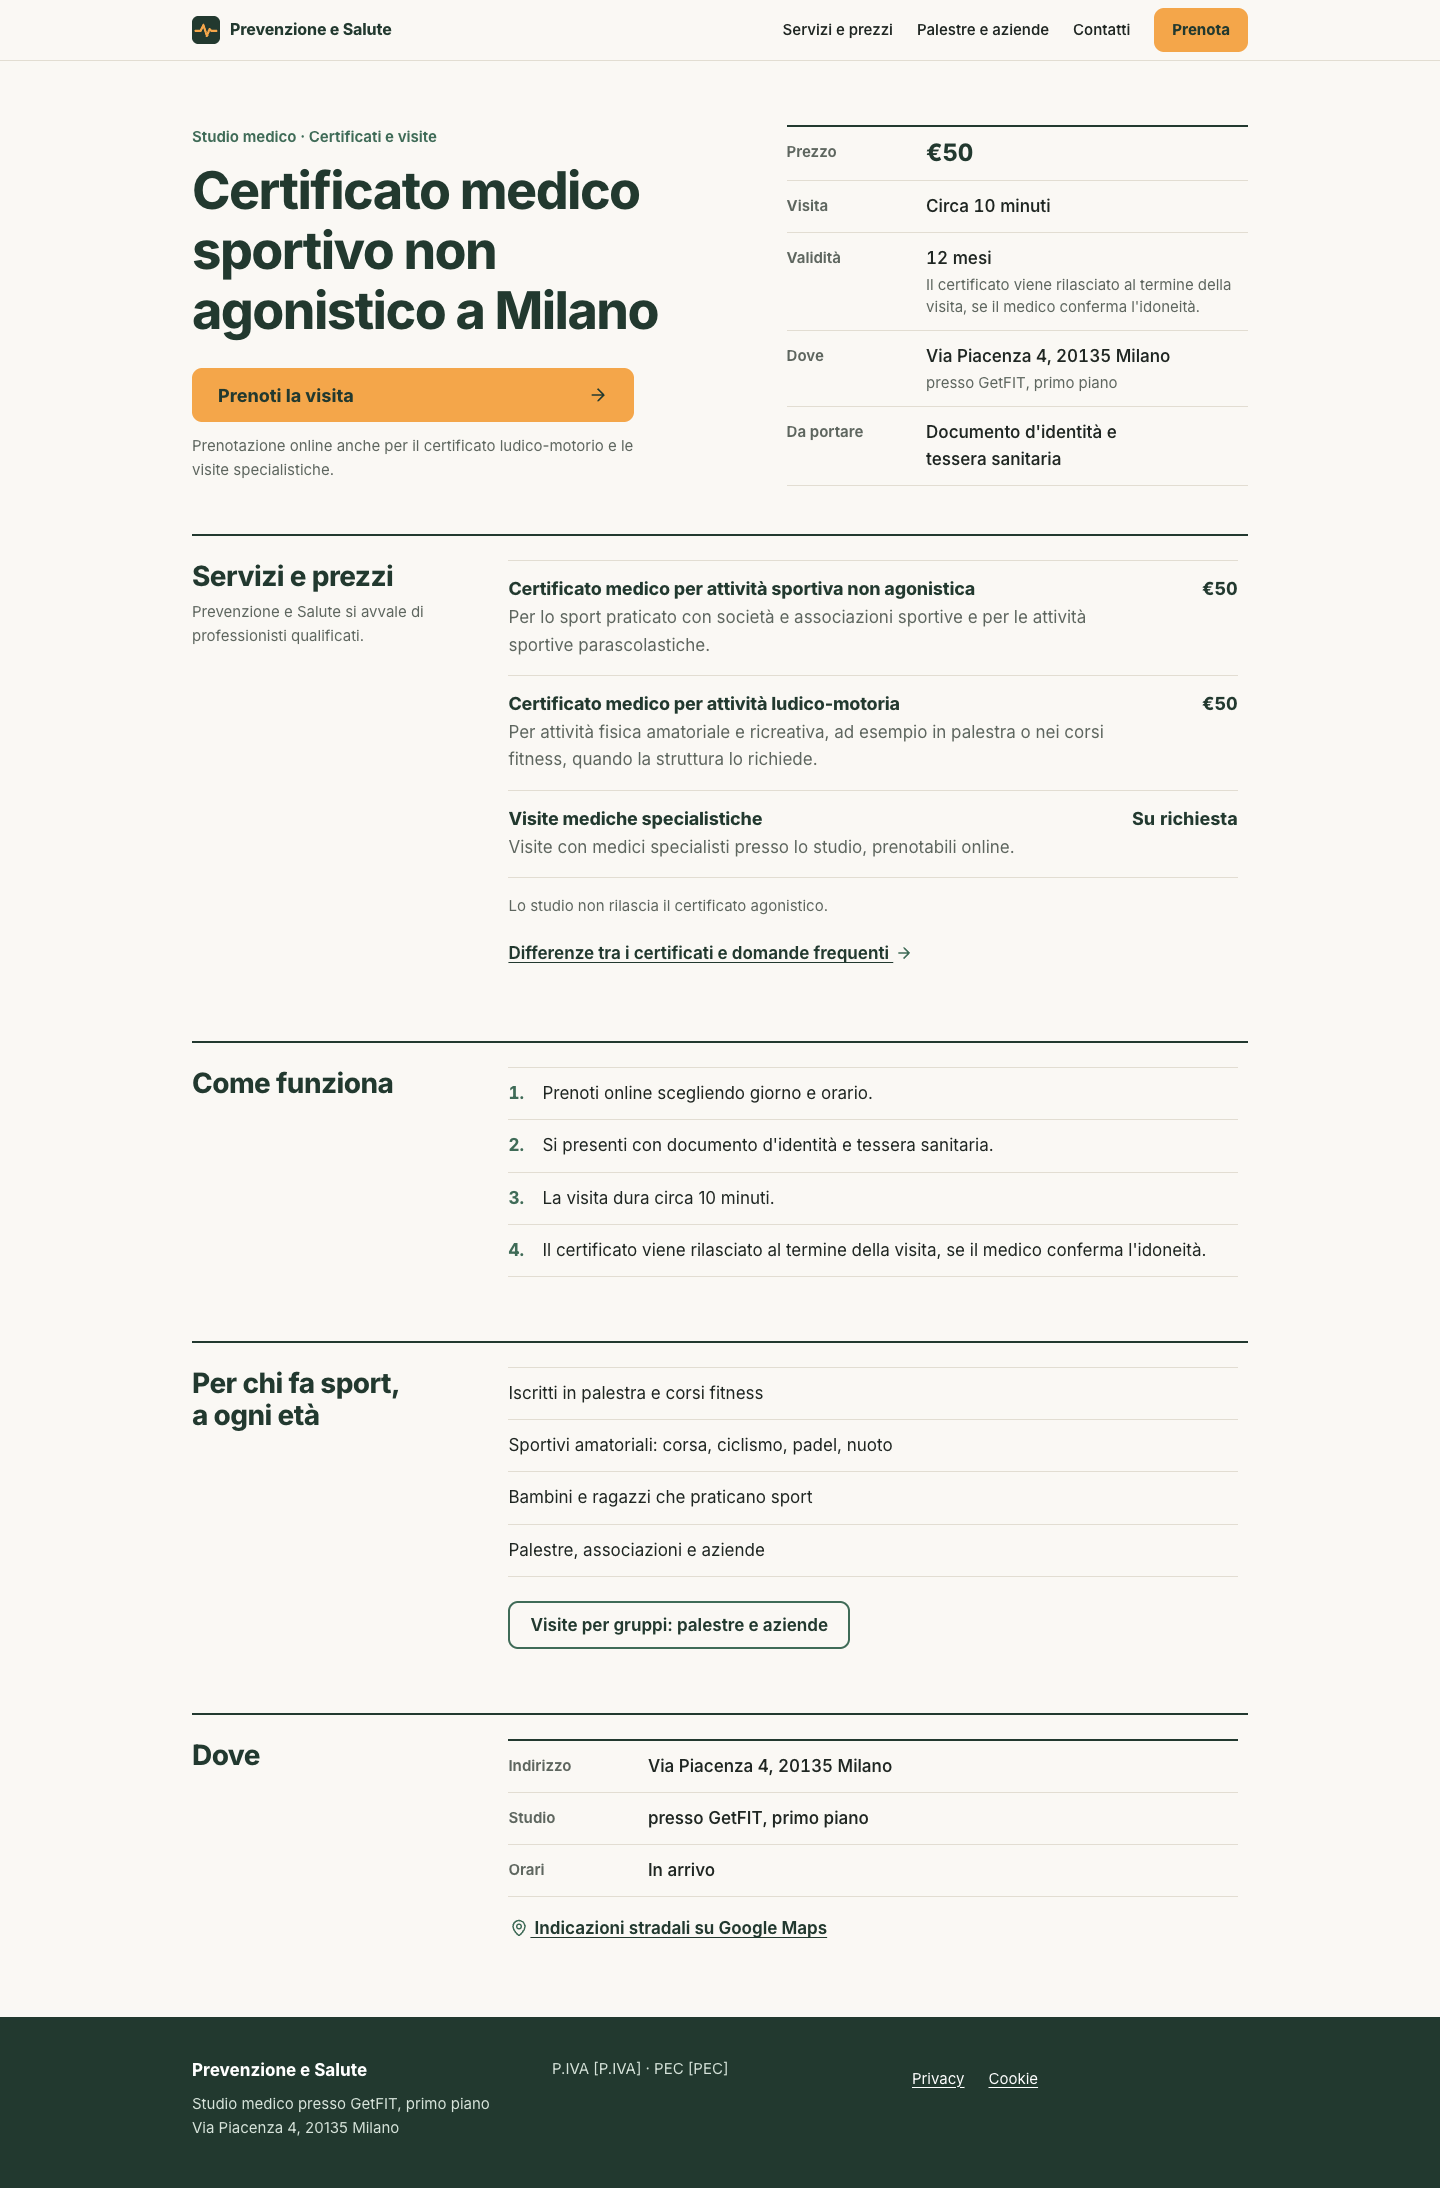 Prevenzione e Salute
Servizi e prezzi
Palestre e aziende
Contatti
Prenota
Studio medico · Certificati e visite
Certificato medico
sportivo non
agonistico a Milano
Prenoti la visita
Prenotazione online anche per il certificato ludico-motorio e le
visite specialistiche.
Prezzo
€50
Visita
Circa 10 minuti
Validità
12 mesi
Il certificato viene rilasciato al termine della
visita, se il medico conferma l'idoneità.
Dove
Via Piacenza 4, 20135 Milano
presso GetFIT, primo piano
Da portare
Documento d'identità e
tessera sanitaria
Servizi e prezzi
Prevenzione e Salute si avvale di
professionisti qualificati.
Certificato medico per attività sportiva non agonistica
€50
Per lo sport praticato con società e associazioni sportive e per le attività
sportive parascolastiche.
Certificato medico per attività ludico-motoria
€50
Per attività fisica amatoriale e ricreativa, ad esempio in palestra o nei corsi
fitness, quando la struttura lo richiede.
Visite mediche specialistiche
Su richiesta
Visite con medici specialisti presso lo studio, prenotabili online.
Lo studio non rilascia il certificato agonistico.
Differenze tra i certificati e domande frequenti
Come funziona
1. Prenoti online scegliendo giorno e orario.
2. Si presenti con documento d'identità e tessera sanitaria.
3. La visita dura circa 10 minuti.
4. Il certificato viene rilasciato al termine della visita, se il medico conferma l'idoneità.
Per chi fa sport,
a ogni età
Iscritti in palestra e corsi fitness
Sportivi amatoriali: corsa, ciclismo, padel, nuoto
Bambini e ragazzi che praticano sport
Palestre, associazioni e aziende
Visite per gruppi: palestre e aziende
Dove
Indirizzo
Via Piacenza 4, 20135 Milano
Studio
presso GetFIT, primo piano
Orari
In arrivo
Indicazioni stradali su Google Maps
Prevenzione e Salute
Studio medico presso GetFIT, primo piano
Via Piacenza 4, 20135 Milano
P.IVA [P.IVA] · PEC [PEC]
Privacy
Cookie